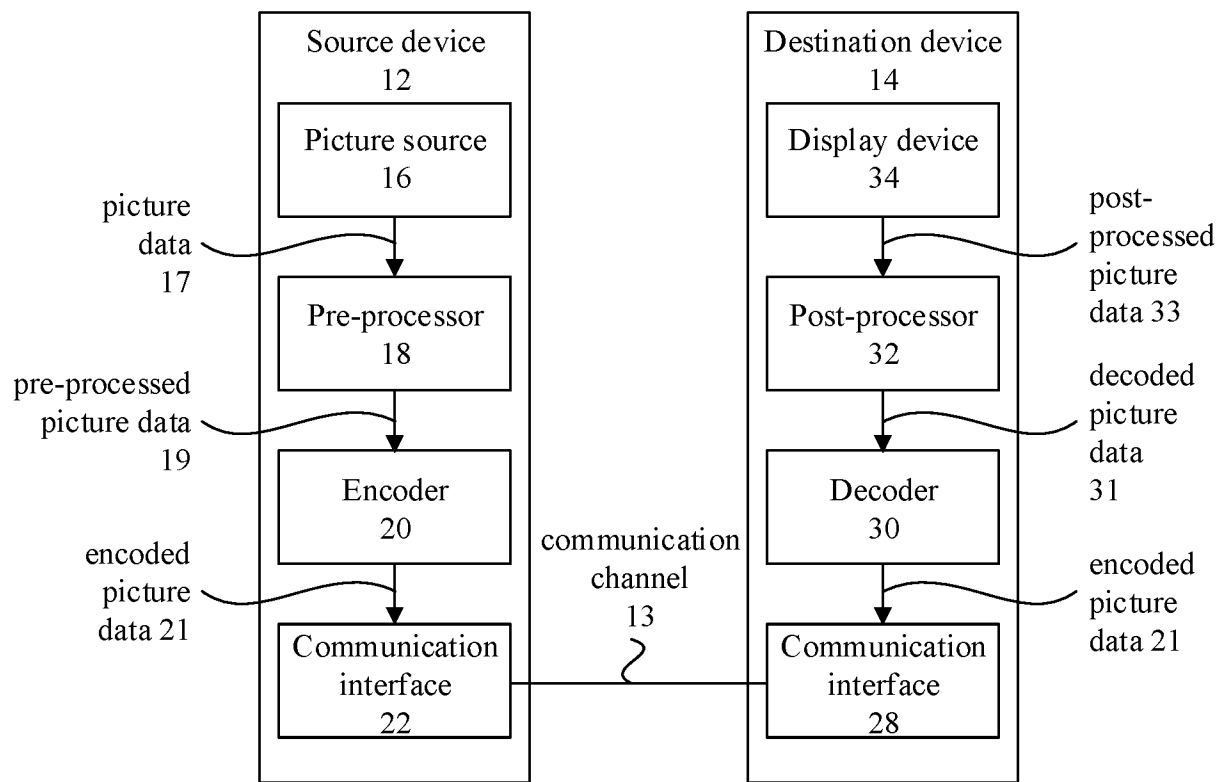 Source device
12
Picture source
16
picture
data
17
Pre-processor
18
pre-processed
picture data
19
Encoder
20
encoded
picture
data 21
Communication
interface
22
communication
channel
13
Destination device
14
Display device
34
post-
processed
picture
data 33
Post-processor
32
decoded
picture
data
31
Decoder
30
encoded
picture
data 21
Communication
interface
28